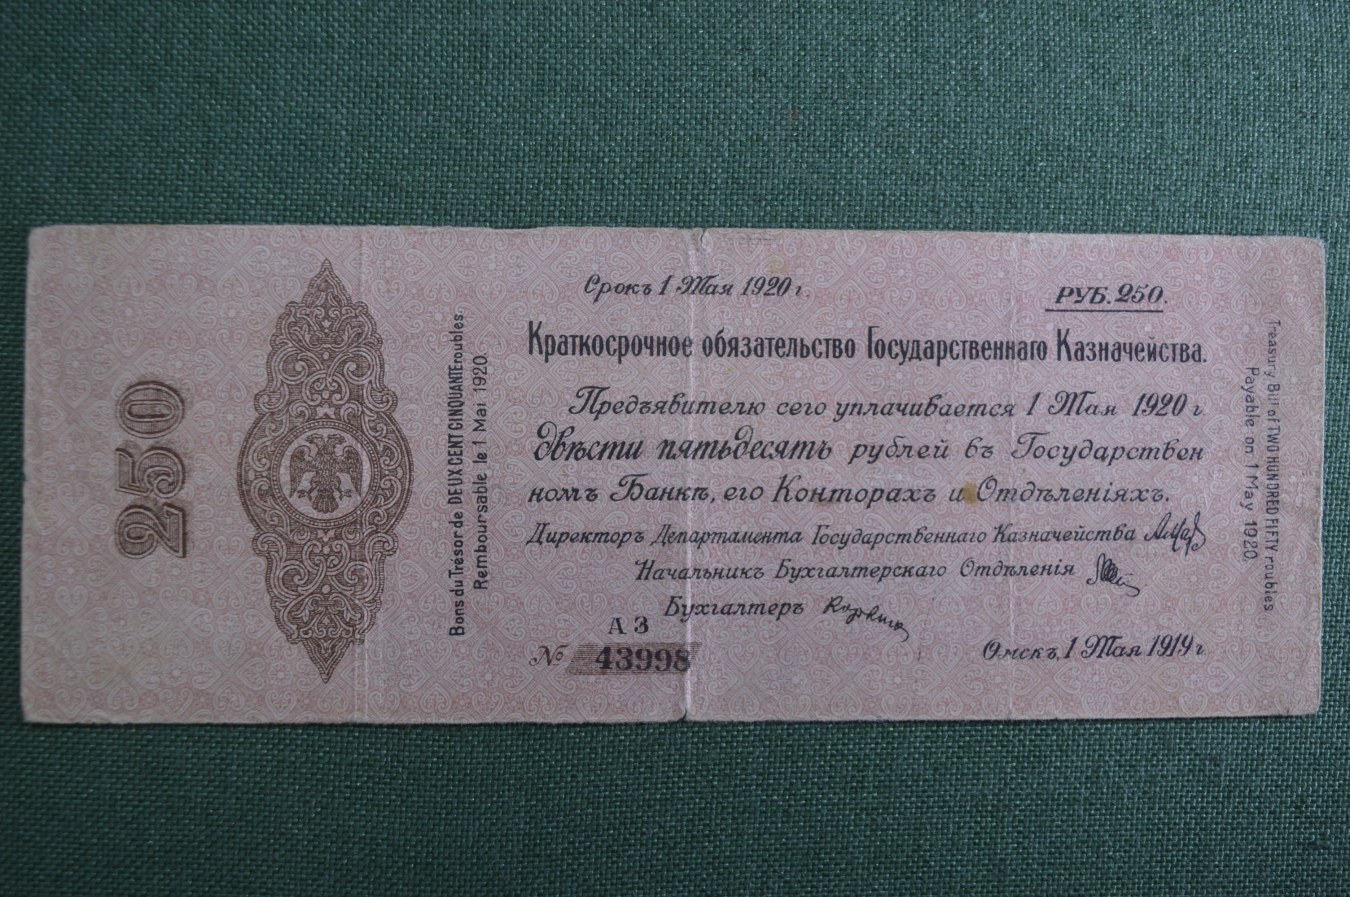 250
Bons du Trésor de DEUX CENT CINQUANTE roubles.
Remboursable le 1 Mai 1920.
Срокъ 1 Мая 1920 г.
РУБ. 250.
Краткосрочное обязательство Государственнаго Казначейства.
Предъявителю сего уплачивается 1 Мая 1920 г.
двѣсти пятьдесятъ рублей въ Государствен
номъ Банкѣ, его Конторахъ и Отдѣленіяхъ.
Директоръ Департамента Государственнаго Казначейства
Начальникъ Бухгалтерскаго Отдѣленія
Бухгалтеръ
АЗ
№ 43998
Омскъ, 1 Мая 1919 г.
Treasury Bill of TWO HUNDRED FIFTY roubles
Payable on 1 May 1920.